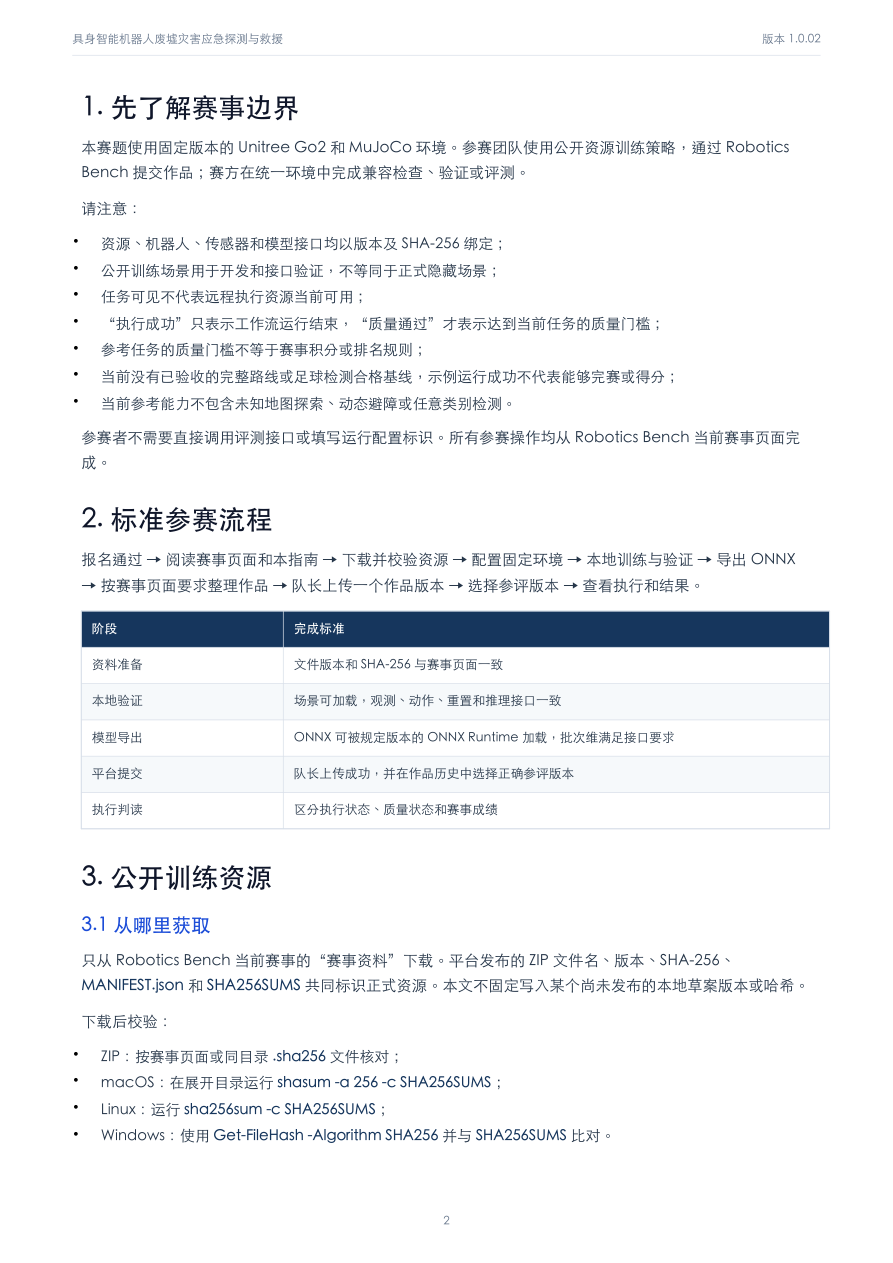 具身智能机器人废墟灾害应急探测与救援
版本 1.0.02
1. 先了解赛事边界
本赛题使用固定版本的 Unitree Go2 和 MuJoCo 环境。参赛团队使用公开资源训练策略，通过 Robotics
Bench 提交作品；赛方在统一环境中完成兼容检查、验证或评测。
请注意：
• 资源、机器人、传感器和模型接口均以版本及 SHA-256 绑定；
• 公开训练场景用于开发和接口验证，不等同于正式隐藏场景；
• 任务可见不代表远程执行资源当前可用；
• “执行成功”只表示工作流运行结束，“质量通过”才表示达到当前任务的质量门槛；
• 参考任务的质量门槛不等于赛事积分或排名规则；
• 当前没有已验收的完整路线或足球检测合格基线，示例运行成功不代表能够完赛或得分；
• 当前参考能力不包含未知地图探索、动态避障或任意类别检测。
参赛者不需要直接调用评测接口或填写运行配置标识。所有参赛操作均从 Robotics Bench 当前赛事页面完
成。
2. 标准参赛流程
报名通过 → 阅读赛事页面和本指南 → 下载并校验资源 → 配置固定环境 → 本地训练与验证 → 导出 ONNX
→ 按赛事页面要求整理作品 → 队长上传一个作品版本 → 选择参评版本 → 查看执行和结果。
阶段 完成标准
资料准备 文件版本和 SHA-256 与赛事页面一致
本地验证 场景可加载，观测、动作、重置和推理接口一致
模型导出 ONNX 可被规定版本的 ONNX Runtime 加载，批次维满足接口要求
平台提交 队长上传成功，并在作品历史中选择正确参评版本
执行判读 区分执行状态、质量状态和赛事成绩
3. 公开训练资源
3.1 从哪里获取
只从 Robotics Bench 当前赛事的“赛事资料”下载。平台发布的 ZIP 文件名、版本、SHA-256、
MANIFEST.json 和 SHA256SUMS 共同标识正式资源。本文不固定写入某个尚未发布的本地草案版本或哈希。
下载后校验：
• ZIP：按赛事页面或同目录 .sha256 文件核对；
• macOS：在展开目录运行 shasum -a 256 -c SHA256SUMS；
• Linux：运行 sha256sum -c SHA256SUMS；
• Windows：使用 Get-FileHash -Algorithm SHA256 并与 SHA256SUMS 比对。
2